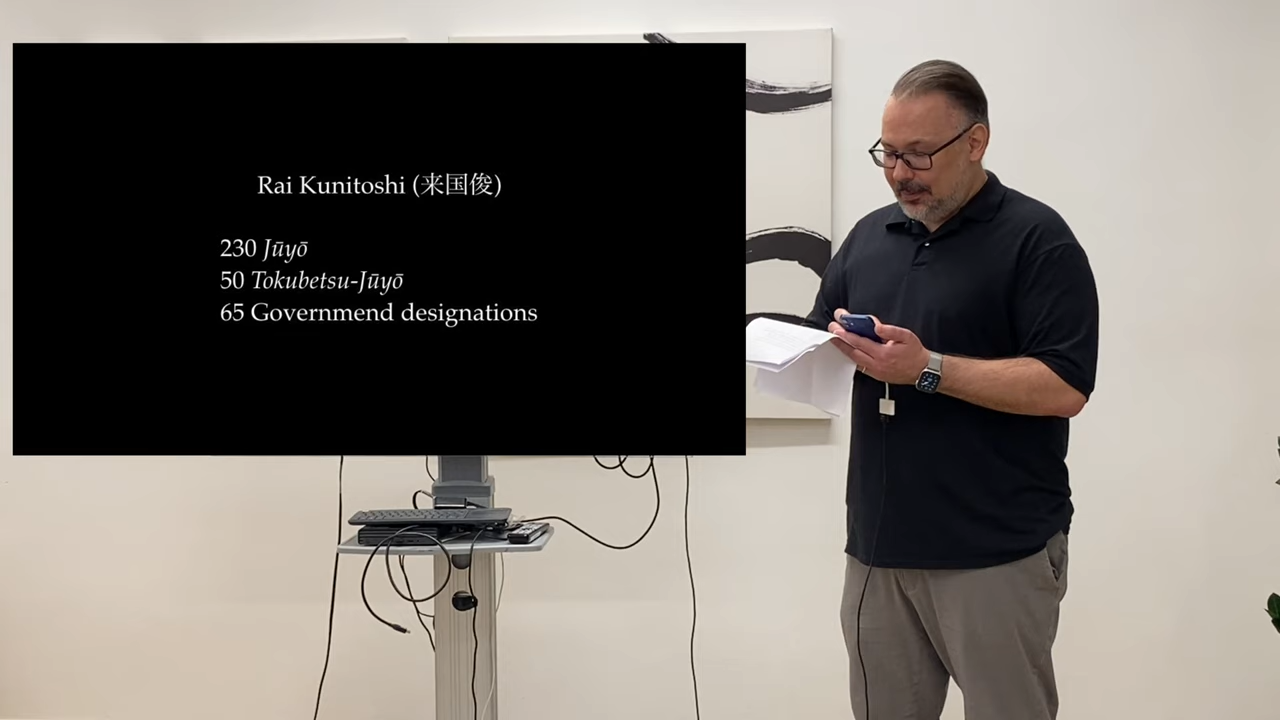 Rai Kunitoshi (来国俊)
230 Jūyō
50 Tokubetsu-Jūyō
65 Governmend designations